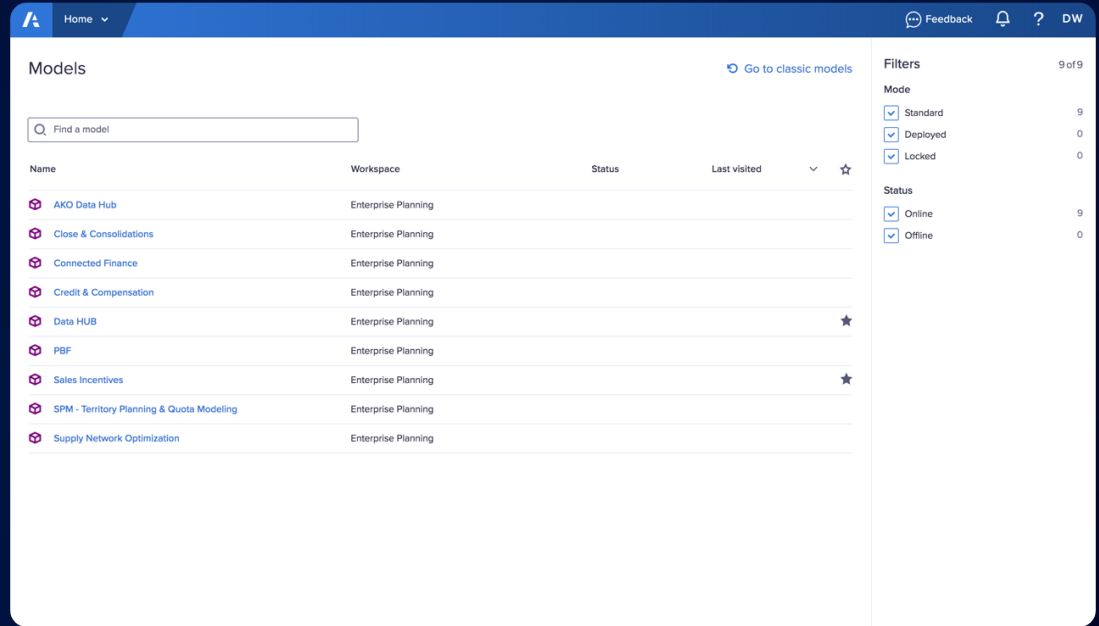 Home Feedback ? DW
Models Go to classic models
Find a model
Name Workspace Status Last visited
AKO Data Hub Enterprise Planning
Close & Consolidations Enterprise Planning
Connected Finance Enterprise Planning
Credit & Compensation Enterprise Planning
Data HUB Enterprise Planning
PBF Enterprise Planning
Sales Incentives Enterprise Planning
SPM - Territory Planning & Quota Modeling Enterprise Planning
Supply Network Optimization Enterprise Planning
Filters 9 of 9
Mode
Standard 9
Deployed 0
Locked 0
Status
Online 9
Offline 0